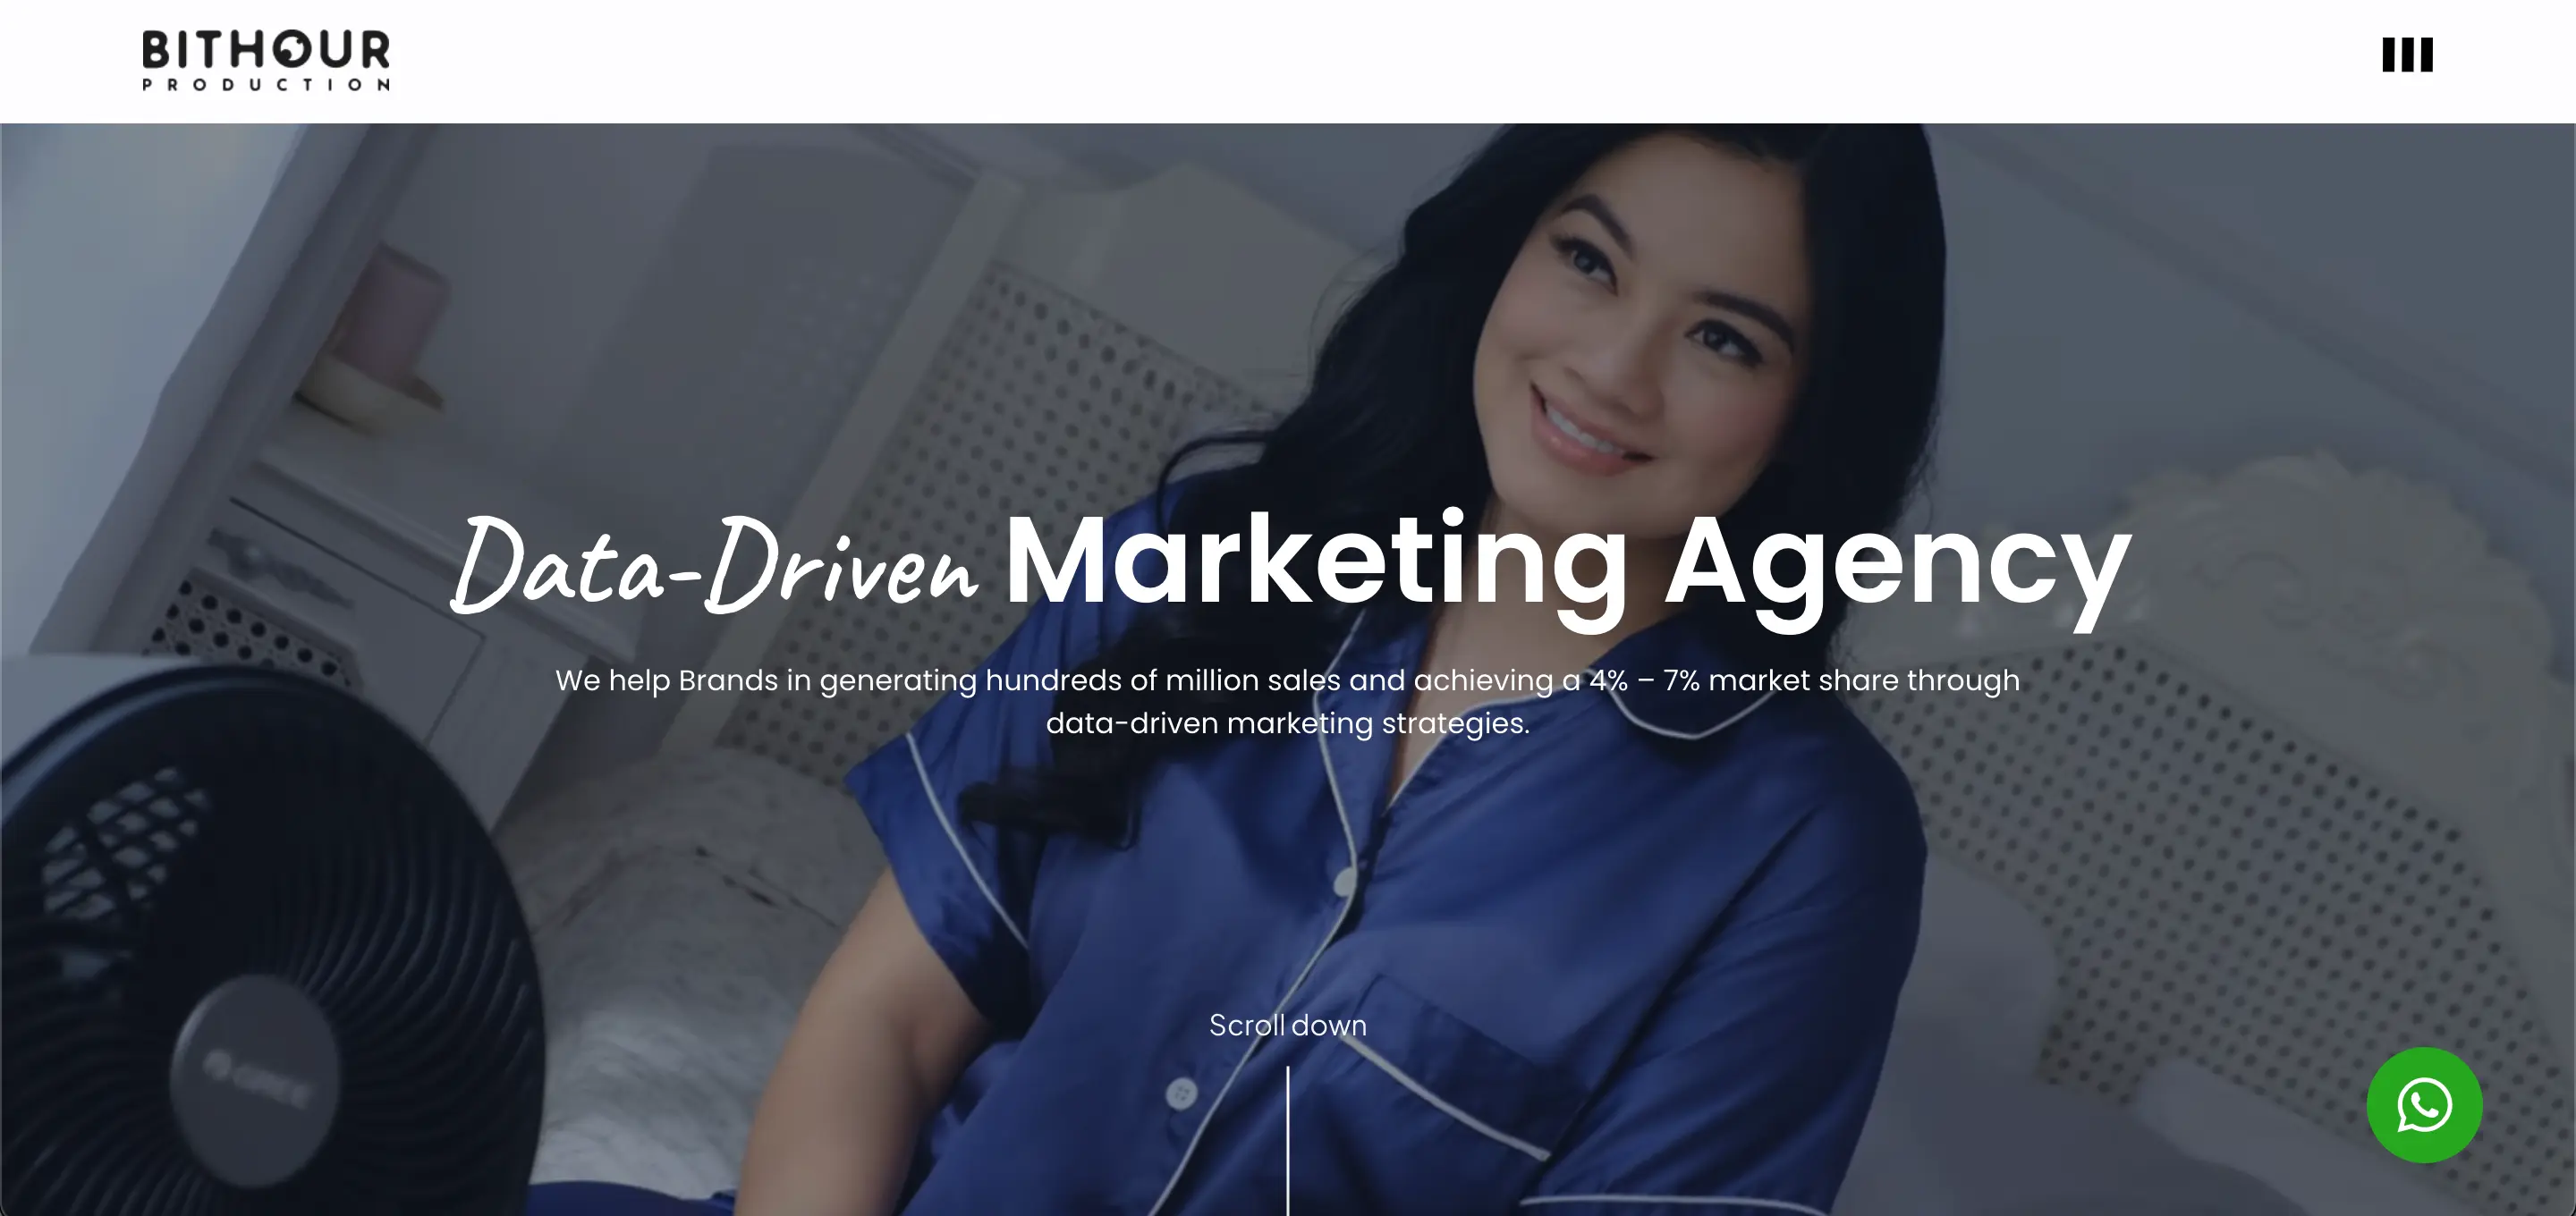 BITHOUR
PRODUCTION
Data-Driven Marketing Agency
We help Brands in generating hundreds of million sales and achieving a 4% – 7% market share through
data-driven marketing strategies.
Scroll down